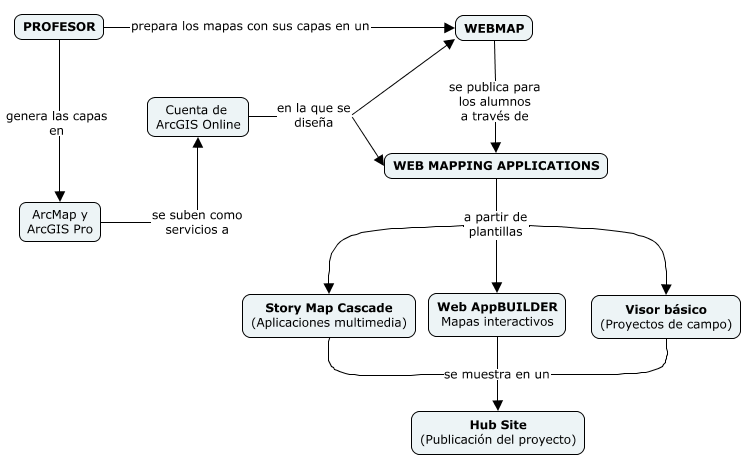 PROFESOR
prepara los mapas con sus capas en un
WEBMAP
genera las capas
en
Cuenta de
ArcGIS Online
en la que se
diseña
se publica para
los alumnos
a través de
WEB MAPPING APPLICATIONS
ArcMap y
ArcGIS Pro
se suben como
servicios a
a partir de
plantillas
Story Map Cascade
(Aplicaciones multimedia)
Web AppBUILDER
Mapas interactivos
Visor básico
(Proyectos de campo)
se muestra en un
Hub Site
(Publicación del proyecto)